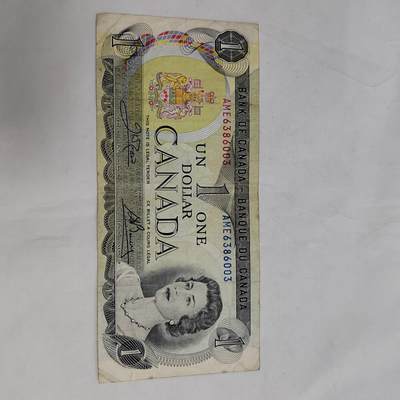 1
BANK OF CANADA – BANQUE DU CANADA
1
AME6386003
AME6386003
UN 1 ONE
DOLLAR
CANADA
THIS NOTE IS LEGAL TENDER
CE BILLET A COURS LÉGAL
1
1